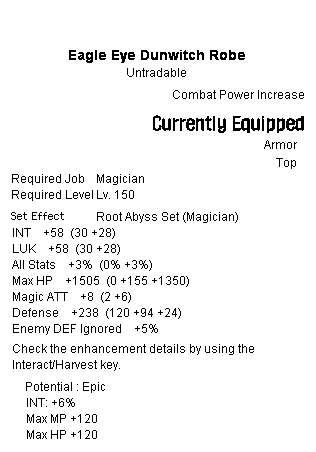 Eagle Eye Dunwitch Robe
Untradable
Combat Power Increase
Currently Equipped
Armor
Top
Required Job Magician
Required Level Lv. 150
Set Effect Root Abyss Set (Magician)
INT +58 (30 +28)
LUK +58 (30 +28)
All Stats +3% (0% +3%)
Max HP +1505 (0 +155 +1350)
Magic ATT +8 (2 +6)
Defense +238 (120 +94 +24)
Enemy DEF Ignored +5%
Check the enhancement details by using the
Interact/Harvest key.
Potential : Epic
INT: +6%
Max MP +120
Max HP +120